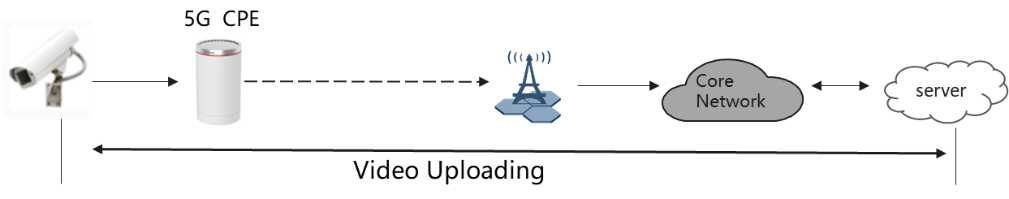 5G CPE
Core
Network
server
Video Uploading